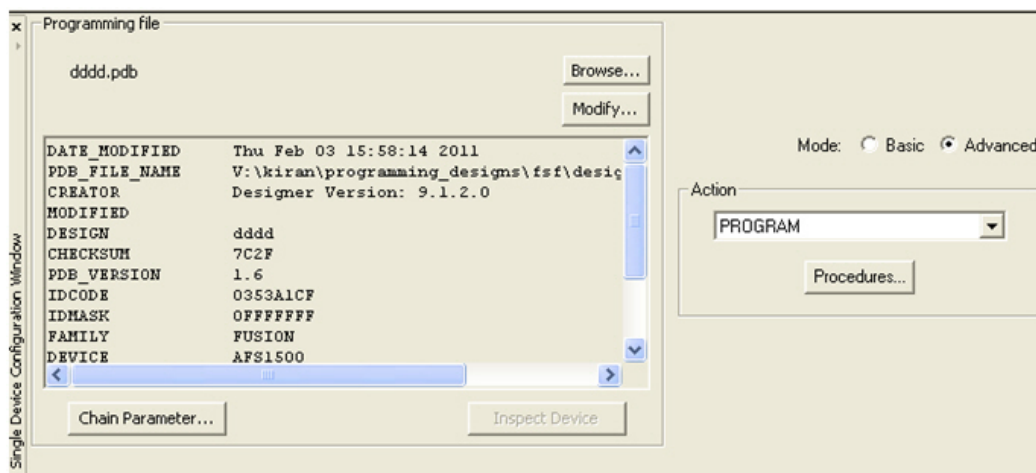 Programming file
dddd.pdb
Browse...
Modify...
DATE_MODIFIED Thu Feb 03 15:58:14 2011
PDB_FILE_NAME V:\kiran\programming_designs\fsf\desig
CREATOR Designer Version: 9.1.2.0
MODIFIED
DESIGN dddd
CHECKSUM 7C2F
PDB_VERSION 1.6
IDCODE 0353A1CF
IDMASK 0FFFFFFF
FAMILY FUSION
DEVICE AFS1500
Chain Parameter...
Inspect Device
Mode: Basic Advanced
Action
PROGRAM
Procedures...
Single Device Configuration Window